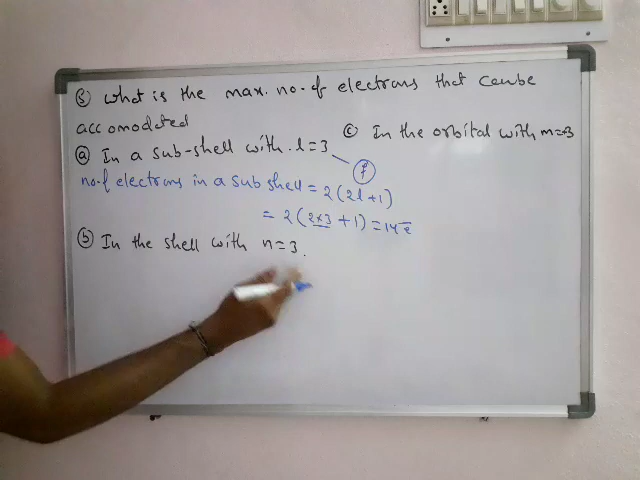 ⑤ what is the max. no. of electrons that canbe
accomodated
ⓒ In the orbital with m=3
ⓐ In a sub-shell with l=3
f
no.f electrons in a sub shell = 2(2l+1)
= 2(2×3+1) = 14e̅
ⓑ In the shell with n=3.